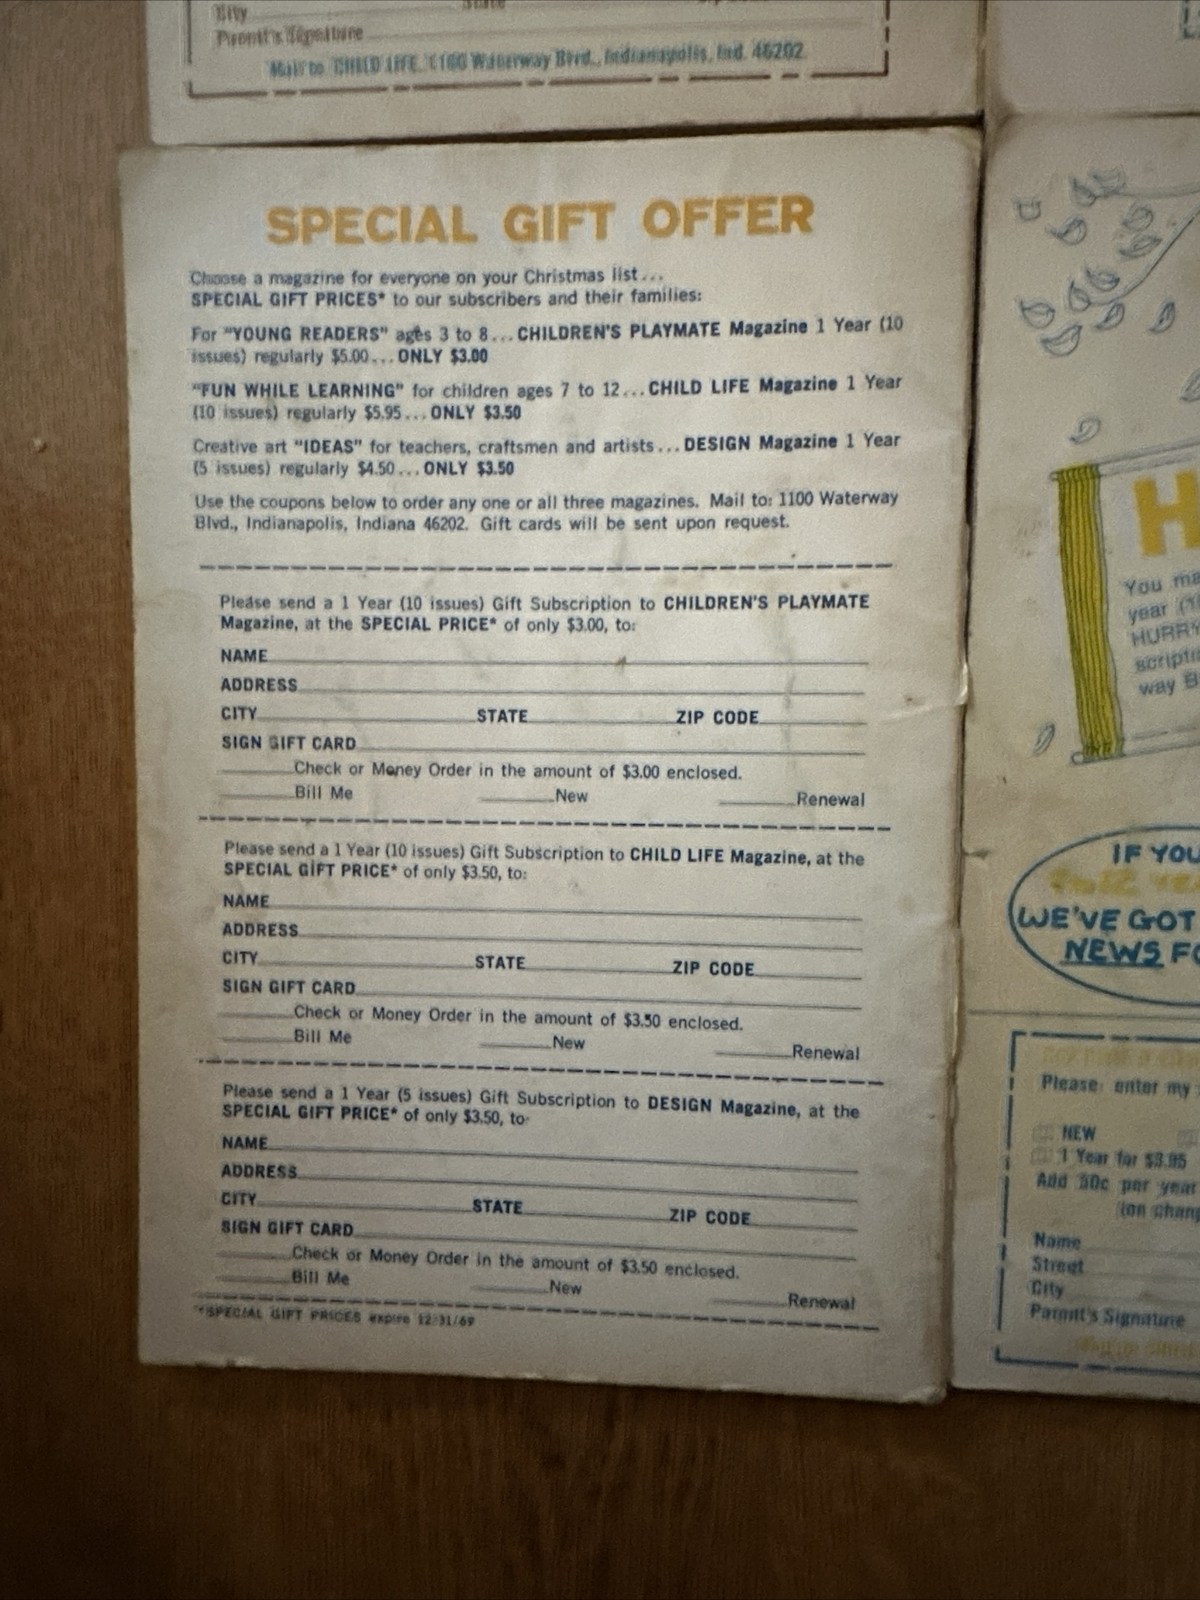 City State
Parent's Signature
Mail to: CHILD LIFE, 1100 Waterway Blvd., Indianapolis, Ind. 46202
SPECIAL GIFT OFFER
Choose a magazine for everyone on your Christmas list...
SPECIAL GIFT PRICES* to our subscribers and their families:
For "YOUNG READERS" ages 3 to 8... CHILDREN'S PLAYMATE Magazine 1 Year (10
issues) regularly $5.00... ONLY $3.00
"FUN WHILE LEARNING" for children ages 7 to 12... CHILD LIFE Magazine 1 Year
(10 issues) regularly $5.95... ONLY $3.50
Creative art "IDEAS" for teachers, craftsmen and artists... DESIGN Magazine 1 Year
(5 issues) regularly $4.50... ONLY $3.50
Use the coupons below to order any one or all three magazines. Mail to: 1100 Waterway
Blvd., Indianapolis, Indiana 46202. Gift cards will be sent upon request.
Please send a 1 Year (10 issues) Gift Subscription to CHILDREN'S PLAYMATE
Magazine, at the SPECIAL PRICE* of only $3.00, to:
NAME
ADDRESS
CITY STATE ZIP CODE
SIGN GIFT CARD
Check or Money Order in the amount of $3.00 enclosed.
Bill Me New Renewal
Please send a 1 Year (10 issues) Gift Subscription to CHILD LIFE Magazine, at the
SPECIAL GIFT PRICE* of only $3.50, to:
NAME
ADDRESS
CITY STATE ZIP CODE
SIGN GIFT CARD
Check or Money Order in the amount of $3.50 enclosed.
Bill Me New Renewal
Please send a 1 Year (5 issues) Gift Subscription to DESIGN Magazine, at the
SPECIAL GIFT PRICE* of only $3.50, to:
NAME
ADDRESS
CITY STATE ZIP CODE
SIGN GIFT CARD
Check or Money Order in the amount of $3.50 enclosed.
Bill Me New Renewal
*SPECIAL GIFT PRICES expire 12/31/69
H
You ma
year (1
HURRY
scripti
way B
IF YOU
WE'VE GOT
NEWS FO
Please enter my
NEW
1 Year for
Add 50c per year
(on chang
Name
Street
City
Parent's Signature